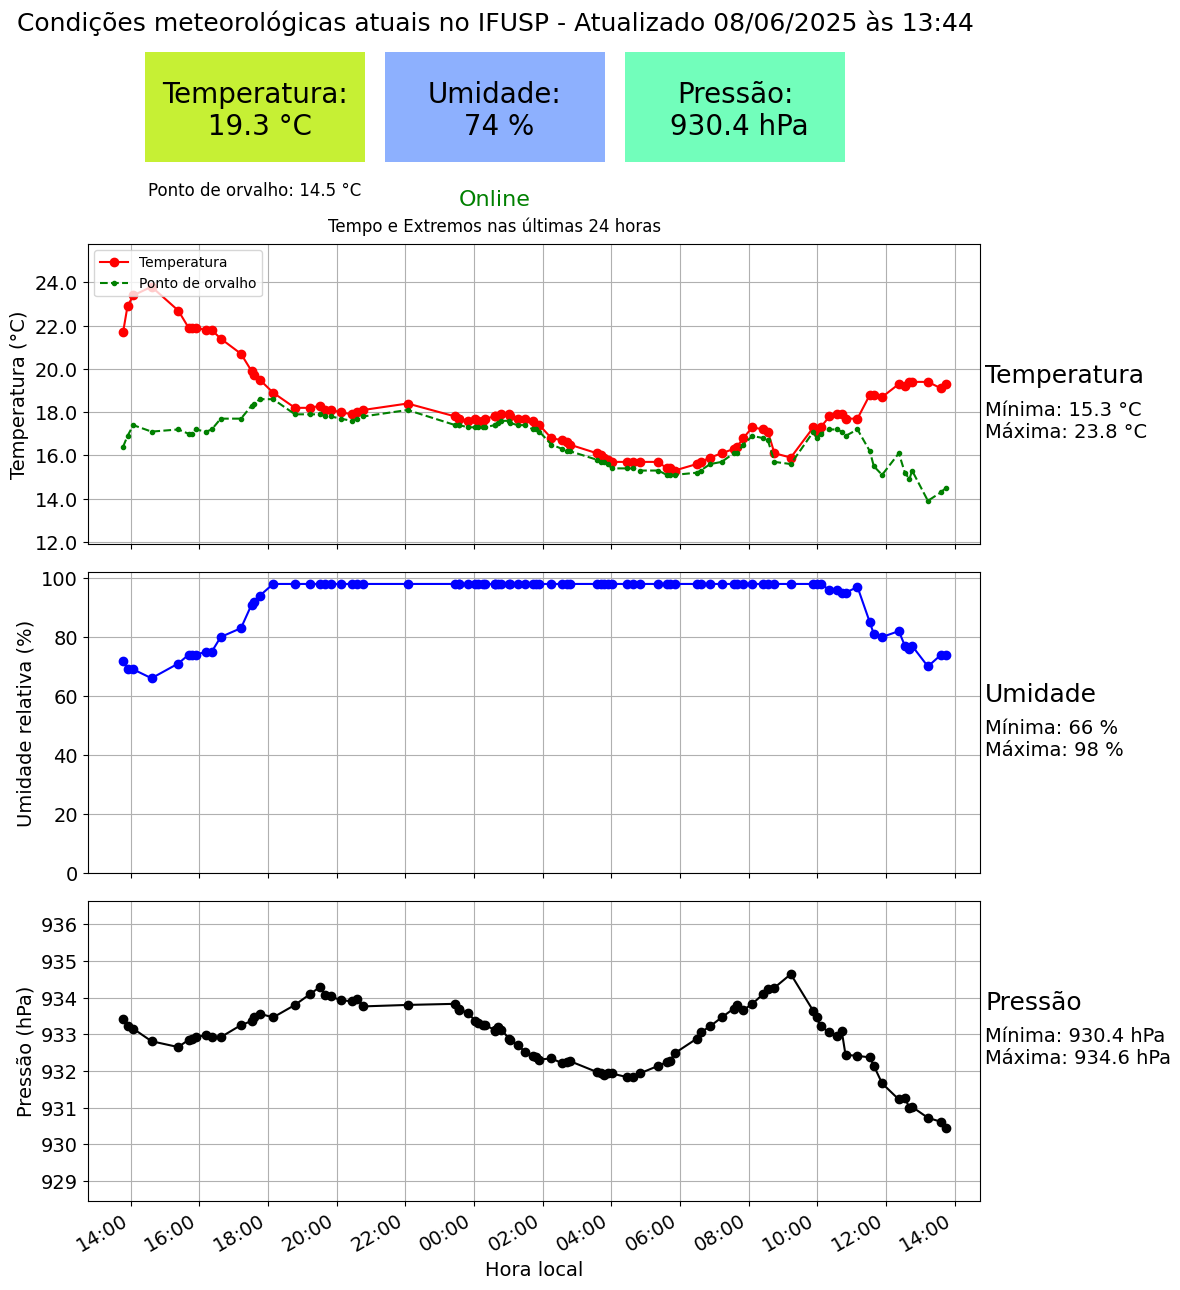 Condições meteorológicas atuais no IFUSP - Atualizado 08/06/2025 às 13:44
Temperatura:
19.3 °C
Umidade:
74 %
Pressão:
930.4 hPa
Ponto de orvalho: 14.5 °C
Online
Tempo e Extremos nas últimas 24 horas
Temperatura
Ponto de orvalho
Temperatura (°C)
24.0
22.0
20.0
18.0
16.0
14.0
12.0
Temperatura
Mínima: 15.3 °C
Máxima: 23.8 °C
Umidade relativa (%)
100
80
60
40
20
0
Umidade
Mínima: 66 %
Máxima: 98 %
Pressão (hPa)
936
935
934
933
932
931
930
929
Pressão
Mínima: 930.4 hPa
Máxima: 934.6 hPa
14:00
16:00
18:00
20:00
22:00
00:00
02:00
04:00
06:00
08:00
10:00
12:00
14:00
Hora local